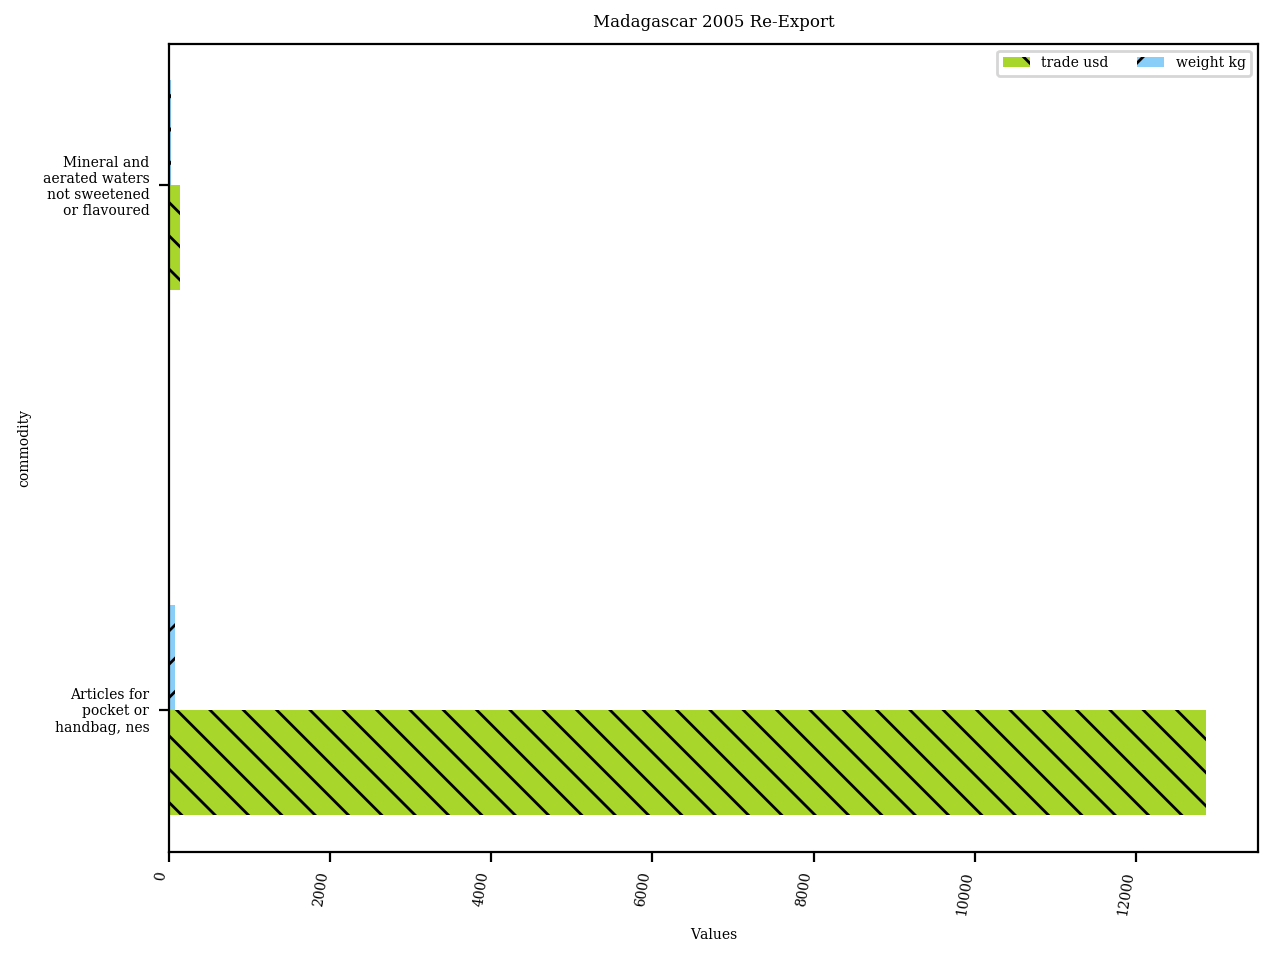 Madagascar 2005 Re-Export
trade usd
weight kg
Mineral and
aerated waters
not sweetened
or flavoured
commodity
Articles for
pocket or
handbag, nes
0
2000
4000
6000
8000
10000
12000
Values